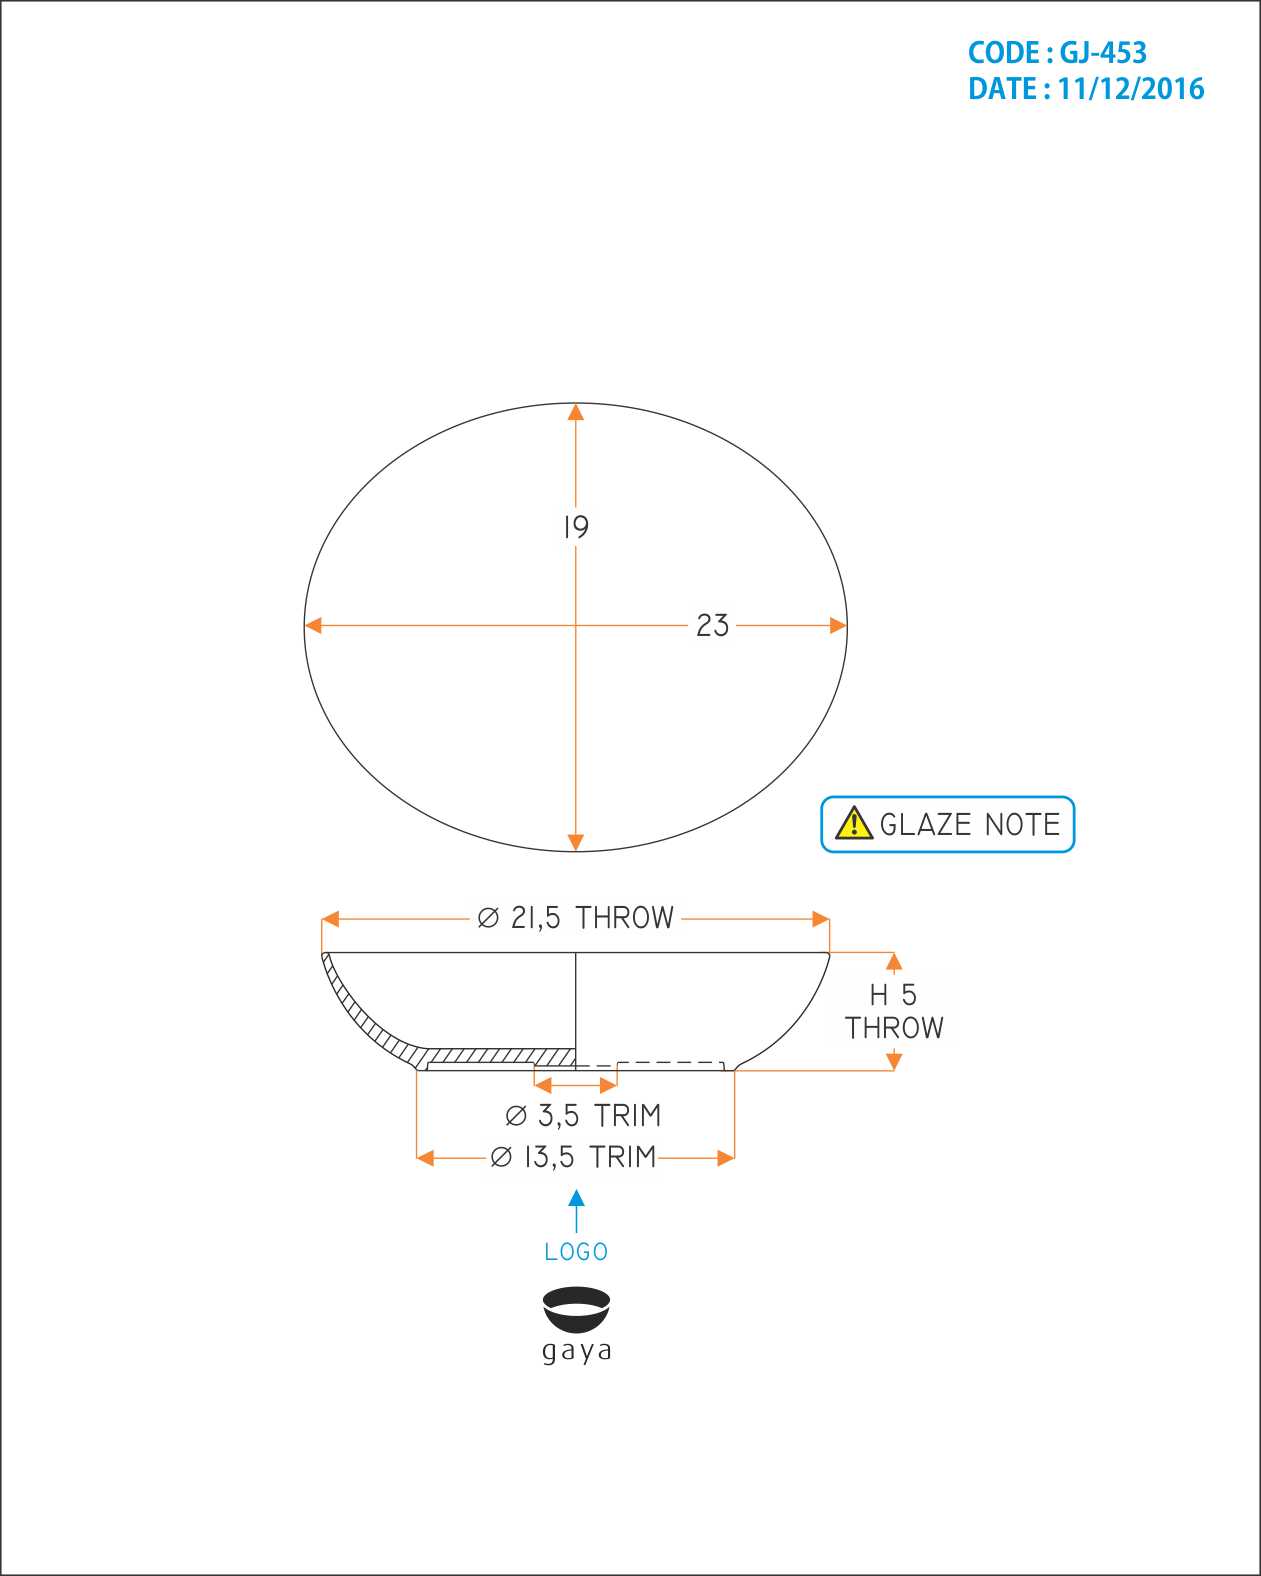 CODE : GJ-453
DATE : 11/12/2016
19
23
GLAZE NOTE
Ø 21,5 THROW
H 5
THROW
Ø 3,5 TRIM
Ø 13,5 TRIM
LOGO
gaya